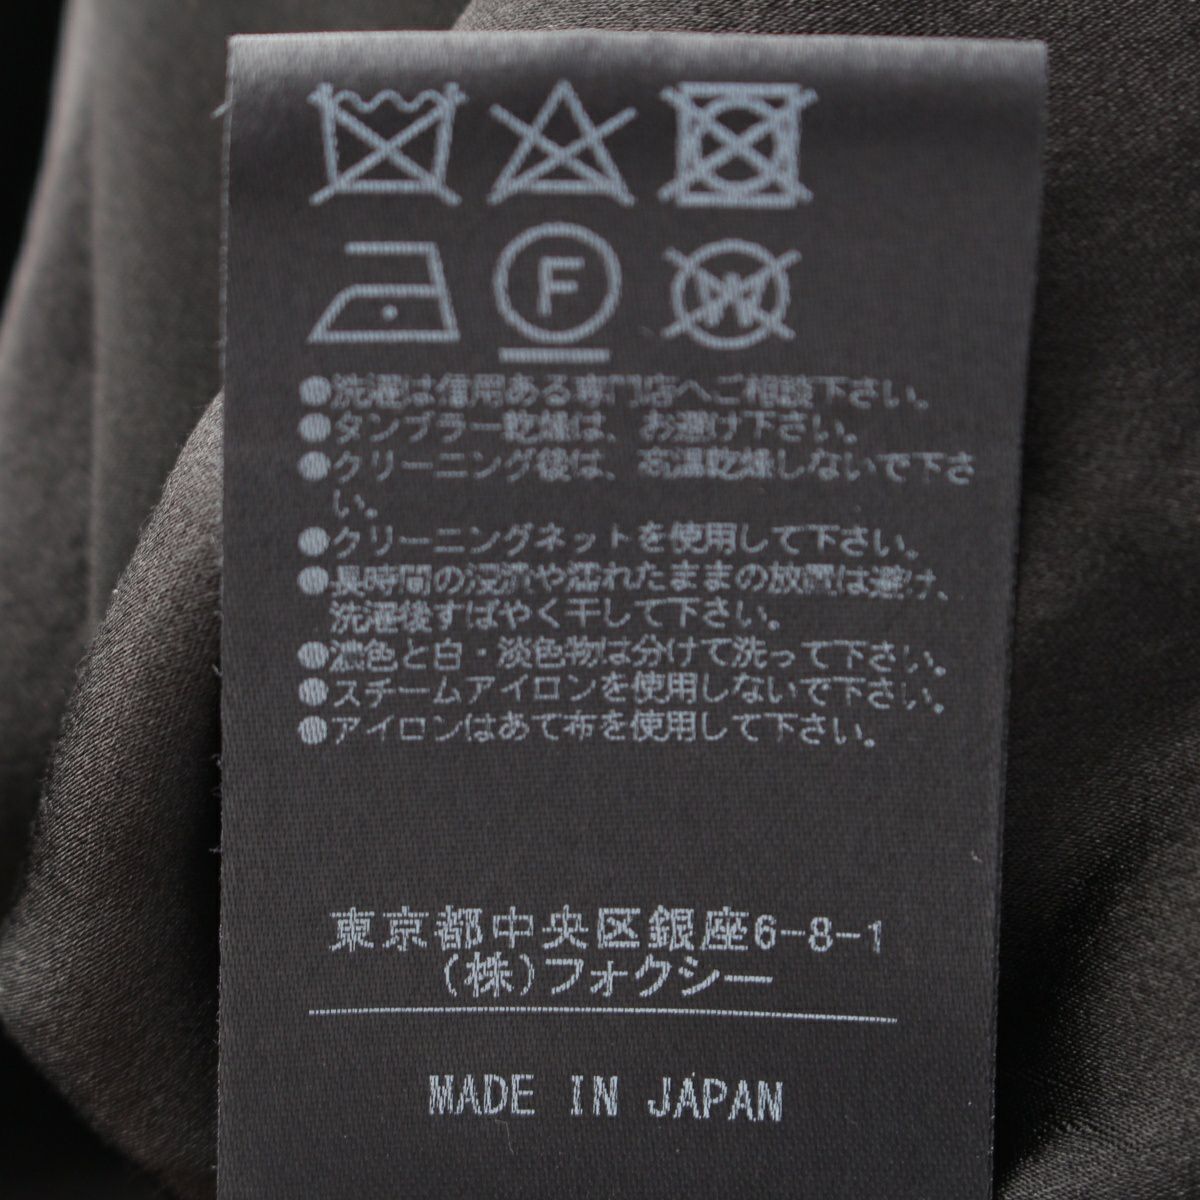 F
W
●洗濯は信用ある専門店へご相談下さい。
●タンブラー乾燥は、お避け下さい。
●クリーニング後は、高温乾燥しないで下さ
い。
●クリーニングネットを使用して下さい。
●長時間の浸漬や濡れたままの放置は避け、
洗濯後すばやく干して下さい。
●濃色と白・淡色物は分けて洗って下さい。
●スチームアイロンを使用しないで下さい。
●アイロンはあて布を使用して下さい。
東京都中央区銀座6-8-1
(株)フォクシー
MADE IN JAPAN